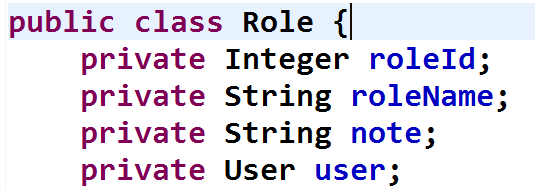 public class Role {
private Integer roleId;
private String roleName;
private String note;
private User user;